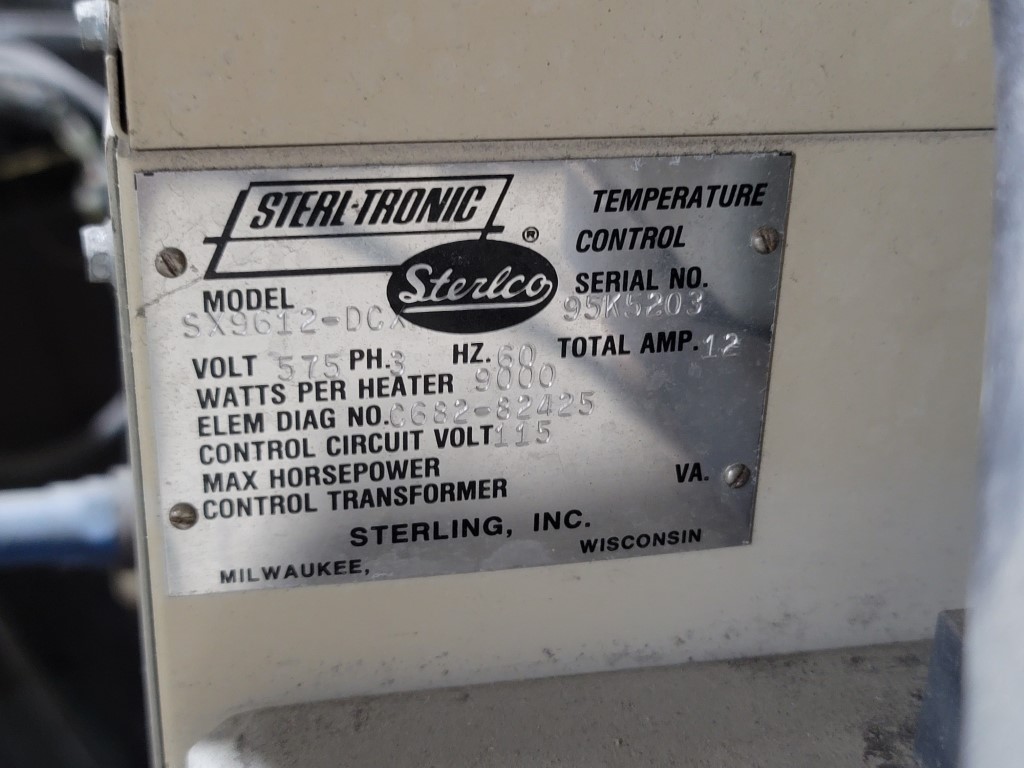 STERL-TRONIC
®
TEMPERATURE
CONTROL
Sterlco
SERIAL NO.
95K5203
MODEL
SX9612-DCX
VOLT 575 PH. 3 HZ. 60 TOTAL AMP. 12
WATTS PER HEATER 9000
ELEM DIAG NO. C682-82425
CONTROL CIRCUIT VOLT 115
MAX HORSEPOWER
CONTROL TRANSFORMER VA.
STERLING, INC.
MILWAUKEE, WISCONSIN